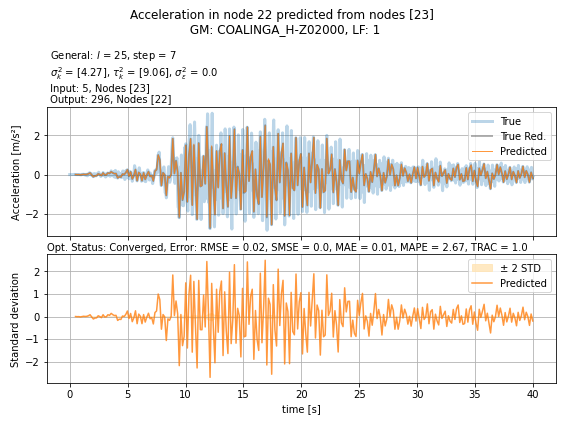 Acceleration in node 22 predicted from nodes [23]
GM: COALINGA_H-Z02000, LF: 1
General: l = 25, step = 7
σ²ₖ = [4.27], τ²ₖ = [9.06], σ²ε = 0.0
Input: 5, Nodes [23]
Output: 296, Nodes [22]
Acceleration [m/s²]
2
0
−2
True
True Red.
Predicted
Opt. Status: Converged, Error: RMSE = 0.02, SMSE = 0.0, MAE = 0.01, MAPE = 2.67, TRAC = 1.0
Standard deviation
2
1
0
−1
−2
± 2 STD
Predicted
0 5 10 15 20 25 30 35 40
time [s]